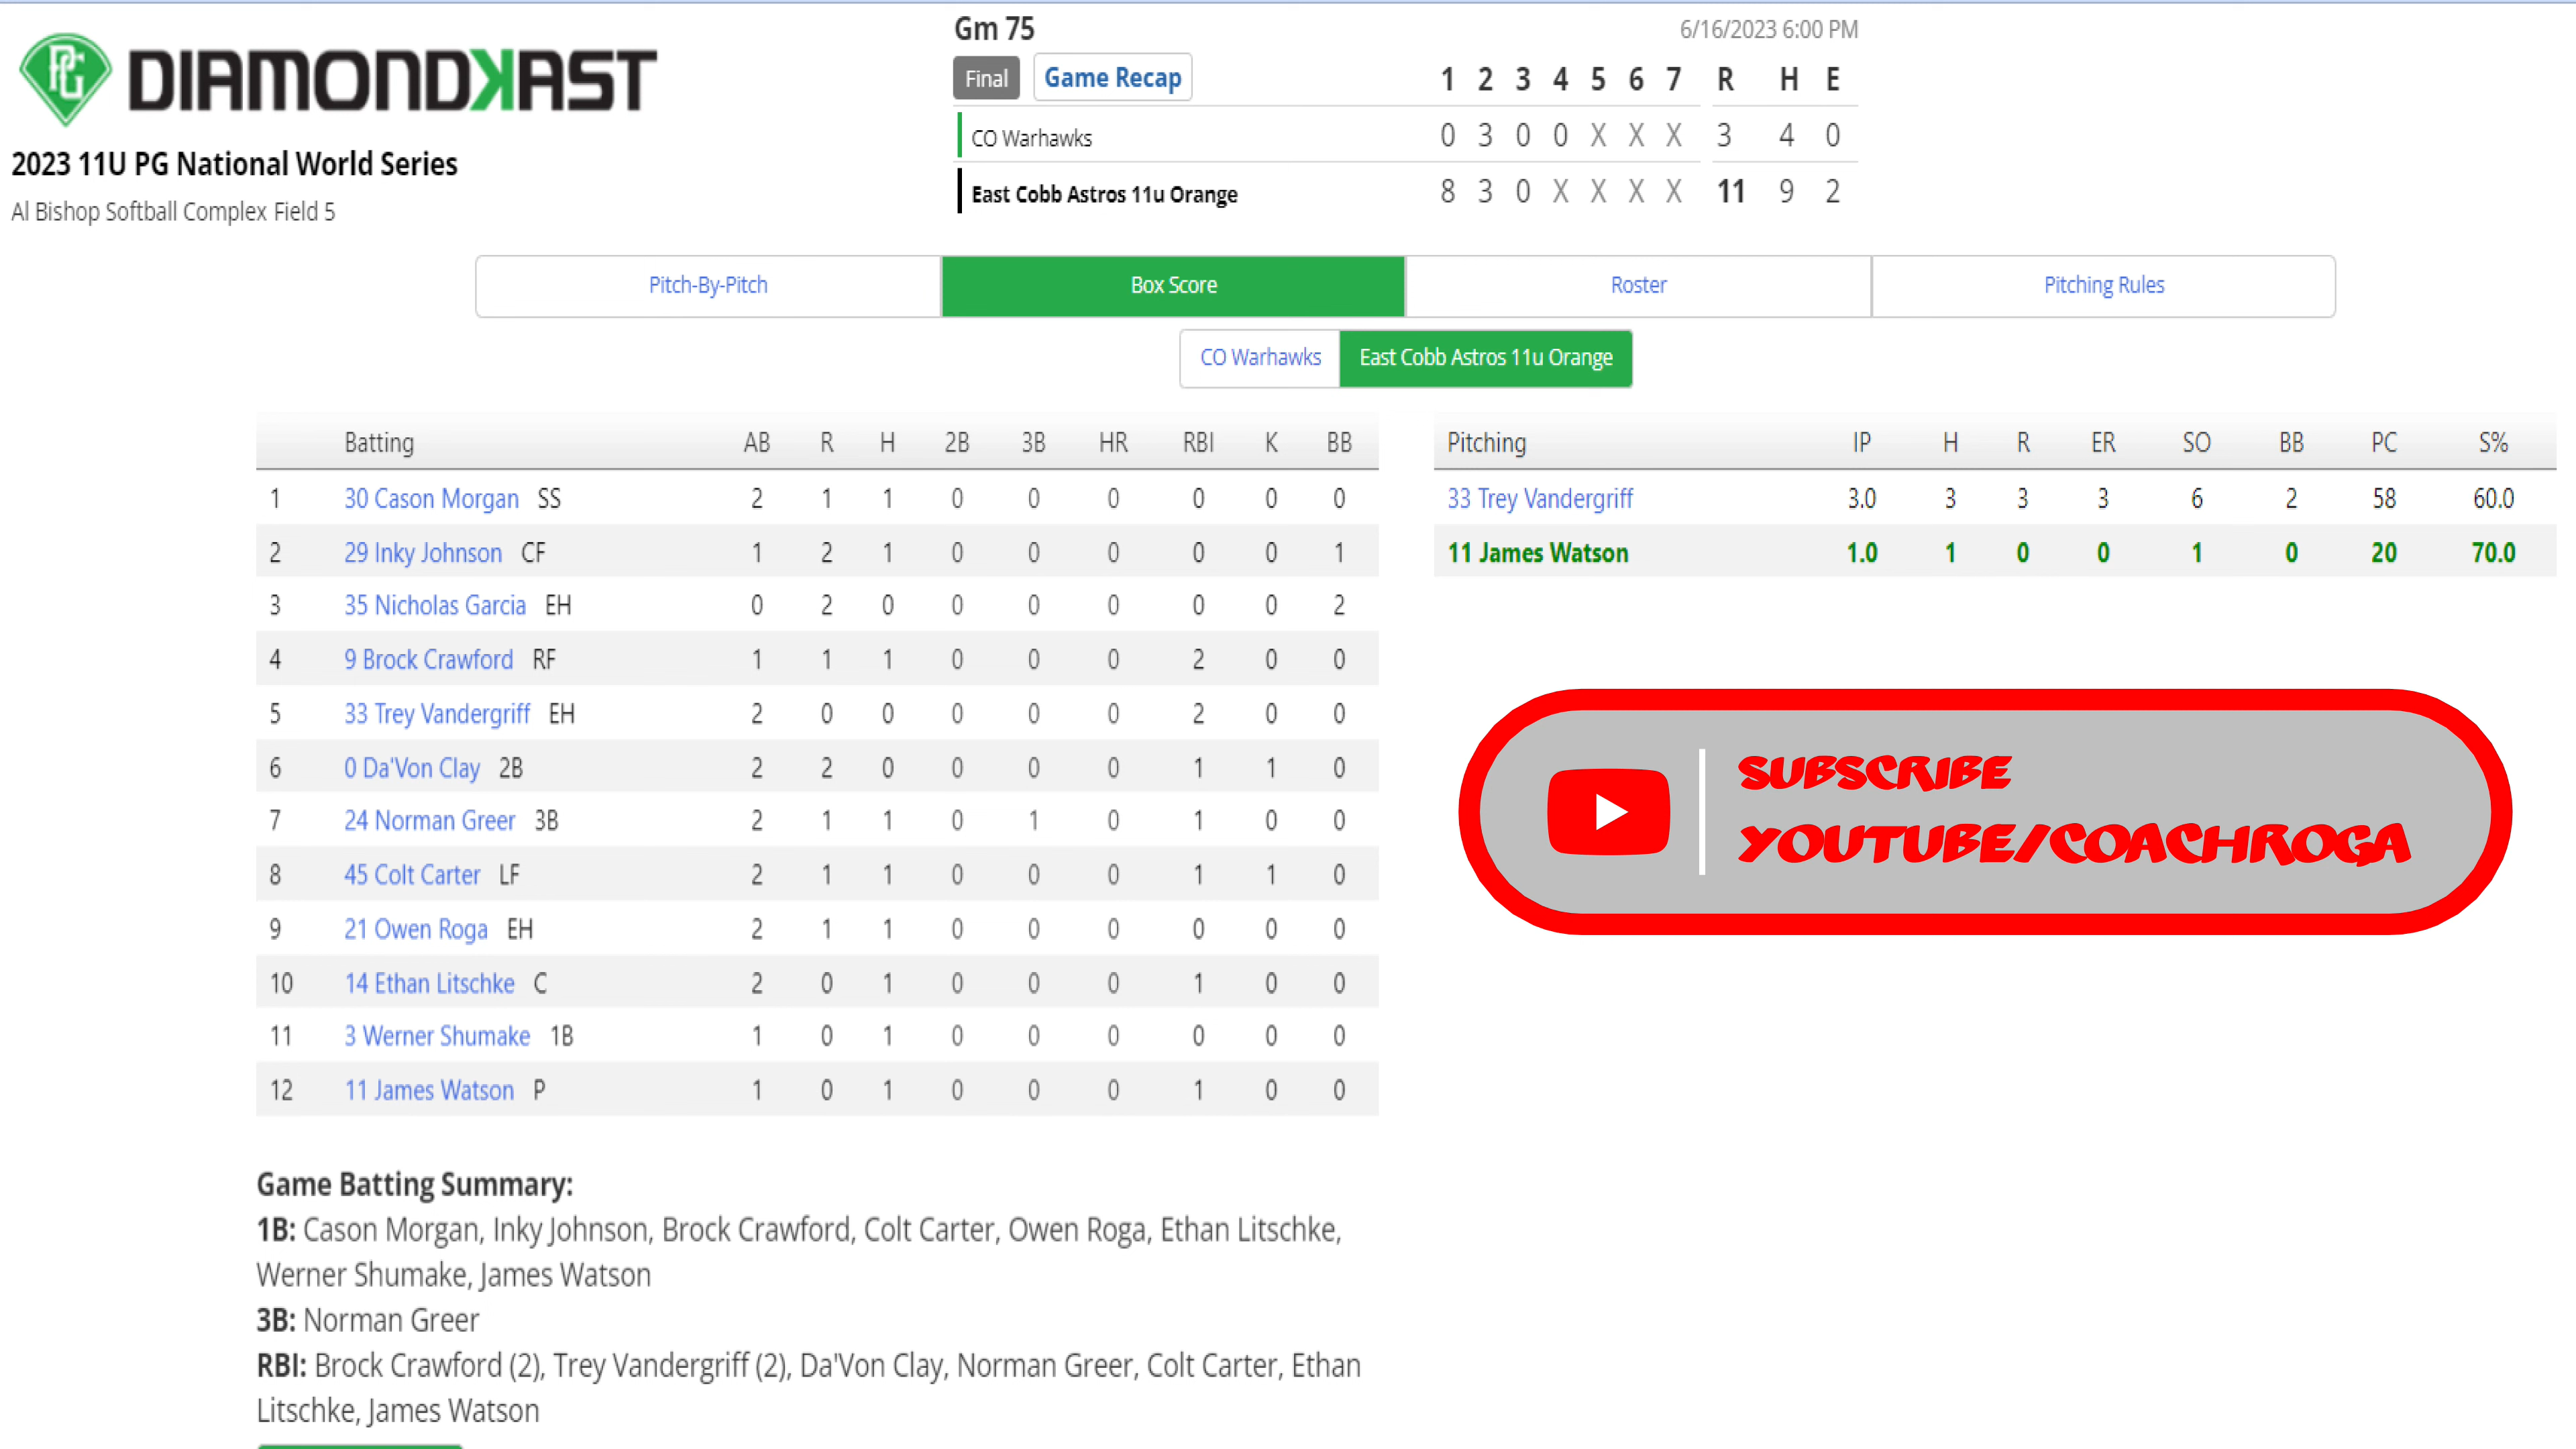 Gm 75 6/16/2023 6:00 PM
PG DIAMONDKAST
Final Game Recap 1 2 3 4 5 6 7 R H E
CO Warhawks 0 3 0 0 X X X 3 4 0
2023 11U PG National World Series
East Cobb Astros 11u Orange 8 3 0 X X X X 11 9 2
Al Bishop Softball Complex Field 5
Pitch-By-Pitch Box Score Roster Pitching Rules
CO Warhawks East Cobb Astros 11u Orange
Batting AB R H 2B 3B HR RBI K BB
1 30 Cason Morgan SS 2 1 1 0 0 0 0 0 0
2 29 Inky Johnson CF 1 2 1 0 0 0 0 0 1
3 35 Nicholas Garcia EH 0 2 0 0 0 0 0 0 2
4 9 Brock Crawford RF 1 1 1 0 0 0 2 0 0
5 33 Trey Vandergriff EH 2 0 0 0 0 0 2 0 0
6 0 Da'Von Clay 2B 2 2 0 0 0 0 1 1 0
7 24 Norman Greer 3B 2 1 1 0 1 0 1 0 0
8 45 Colt Carter LF 2 1 1 0 0 0 1 1 0
9 21 Owen Roga EH 2 1 1 0 0 0 0 0 0
10 14 Ethan Litschke C 2 0 1 0 0 0 1 0 0
11 3 Werner Shumake 1B 1 0 1 0 0 0 0 0 0
12 11 James Watson P 1 0 1 0 0 0 1 0 0
Pitching IP H R ER SO BB PC S%
33 Trey Vandergriff 3.0 3 3 3 6 2 58 60.0
11 James Watson 1.0 1 0 0 1 0 20 70.0
SUBSCRIBE
YOUTUBE/COACHROGA
Game Batting Summary:
1B: Cason Morgan, Inky Johnson, Brock Crawford, Colt Carter, Owen Roga, Ethan Litschke,
Werner Shumake, James Watson
3B: Norman Greer
RBI: Brock Crawford (2), Trey Vandergriff (2), Da'Von Clay, Norman Greer, Colt Carter, Ethan
Litschke, James Watson